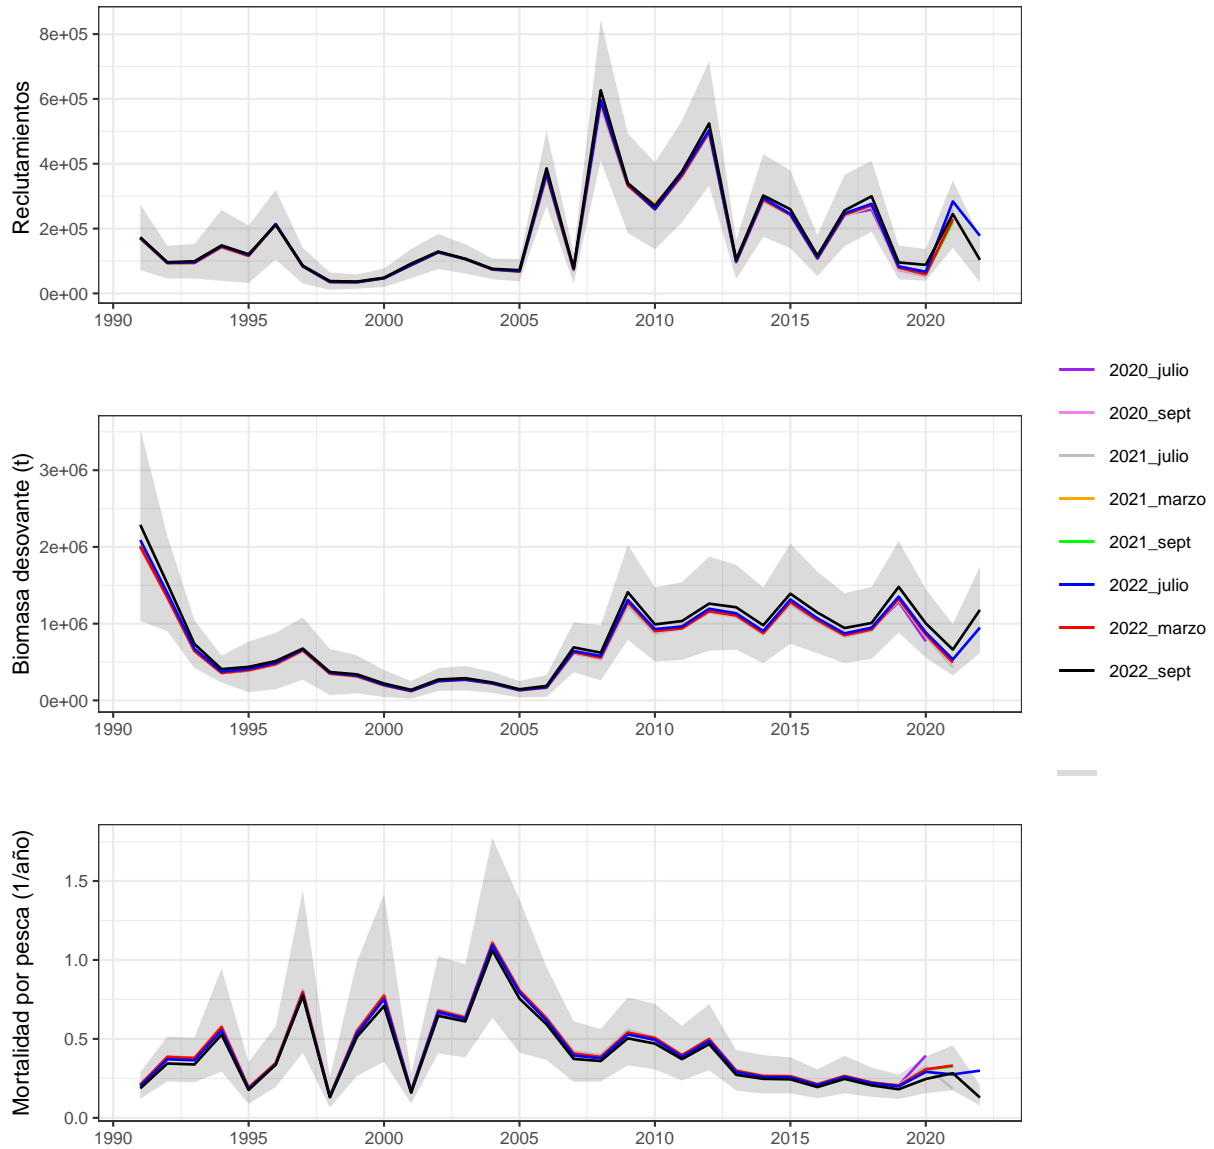 Reclutamientos
8e+05
6e+05
4e+05
2e+05
0e+00
1990 1995 2000 2005 2010 2015 2020
Biomasa desovante (t)
3e+06
2e+06
1e+06
0e+00
1990 1995 2000 2005 2010 2015 2020
Mortalidad por pesca (1/año)
1.5
1.0
0.5
0.0
1990 1995 2000 2005 2010 2015 2020
2020_julio
2020_sept
2021_julio
2021_marzo
2021_sept
2022_julio
2022_marzo
2022_sept